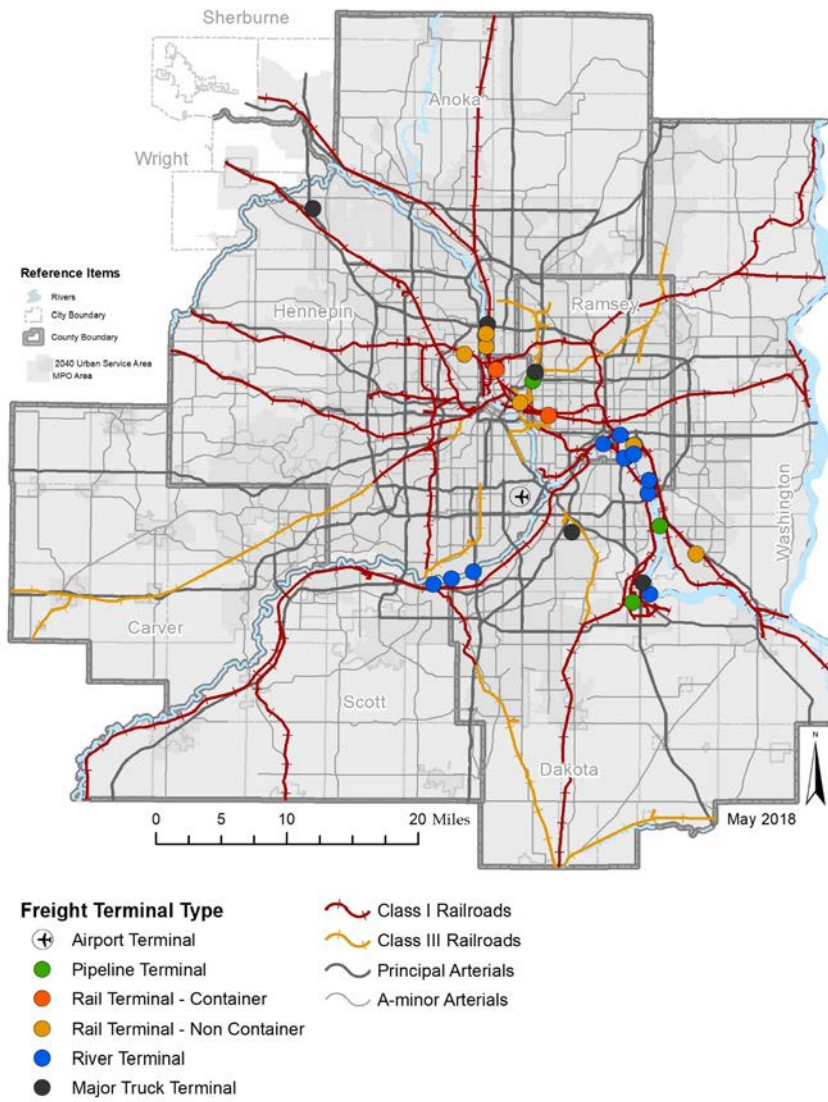 Sherburne
Anoka
Wright
Reference Items
Rivers
City Boundary
County Boundary
2040 Urban Service Area
MPO Area
Hennepin
Ramsey
Washington
Carver
Scott
Dakota
N
0 5 10 20 Miles
May 2018
Freight Terminal Type
Airport Terminal
Pipeline Terminal
Rail Terminal - Container
Rail Terminal - Non Container
River Terminal
Major Truck Terminal
Class I Railroads
Class III Railroads
Principal Arterials
A-minor Arterials